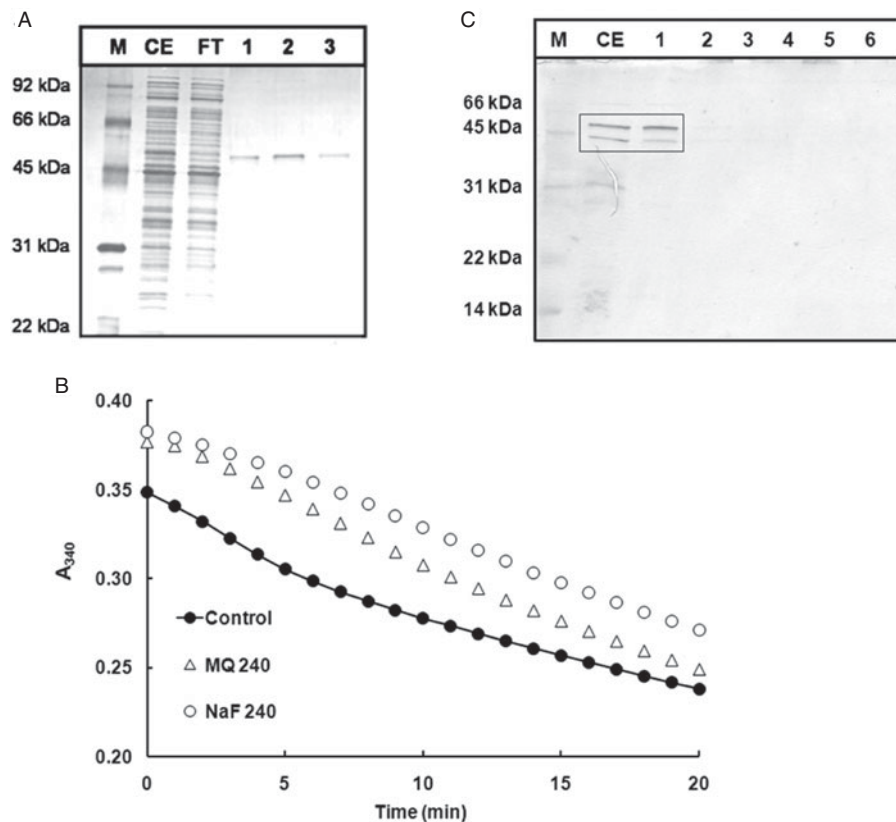 A
M CE FT 1 2 3
92 kDa
66 kDa
45 kDa
31 kDa
22 kDa
C
M CE 1 2 3 4 5 6
66 kDa
45 kDa
31 kDa
22 kDa
14 kDa
B
0.40
0.35
0.30
0.25
0.20
A340
Control
MQ 240
NaF 240
0 5 10 15 20
Time (min)